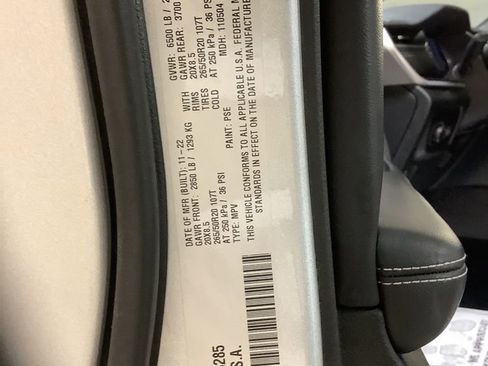 DATE OF MFR (BUILT): 11-22 GVWR: 6500 LB /
GAWR FRONT: 2850 LB / 1293 KG WITH GAWR REAR: 3700
20X8.5 RIMS 20X8.5
265/50R20 107T TIRES 265/50R20 107T
AT 250 kPa / 36 PSI COLD AT 250 kPa / 36 PSI
TYPE: MPV PAINT: PSE MDH: 110504
THIS VEHICLE CONFORMS TO ALL APPLICABLE U.S.A. FEDERAL
STANDARDS IN EFFECT ON THE DATE OF MANUFACTURE
285
S.A.